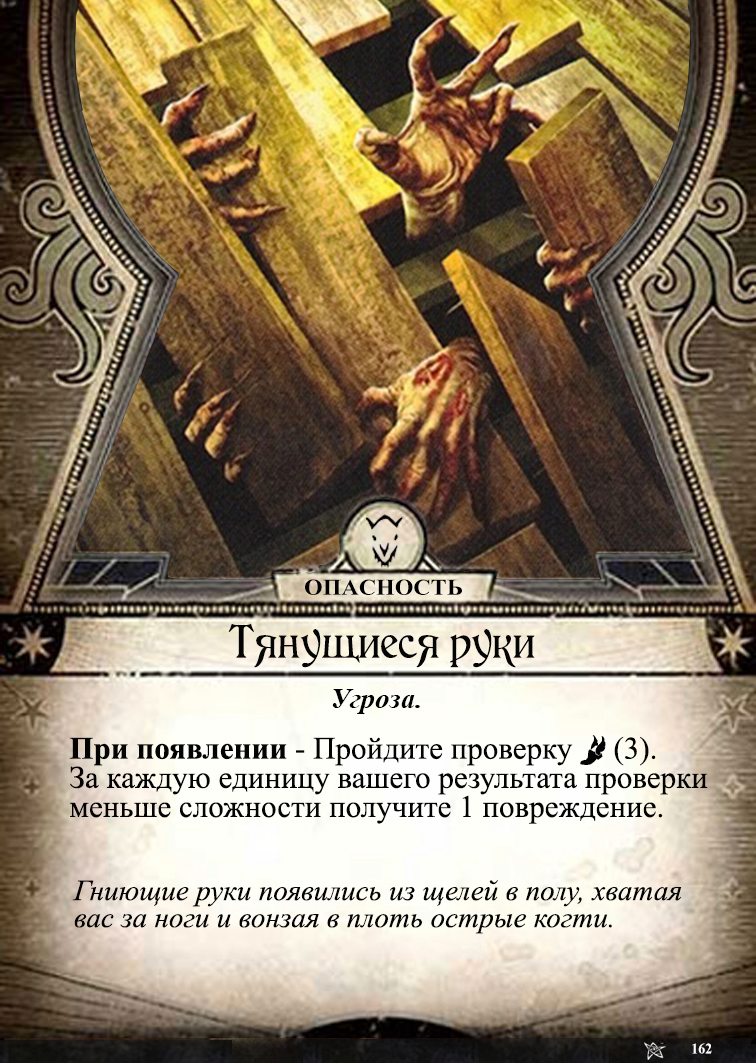 ОПАСНОСТЬ
Тянущиеся руки
Угроза.
При появлении - Пройдите проверку (3).
За каждую единицу вашего результата проверки
меньше сложности получите 1 повреждение.
Гниющие руки появились из щелей в полу, хватая
вас за ноги и вонзая в плоть острые когти.
162